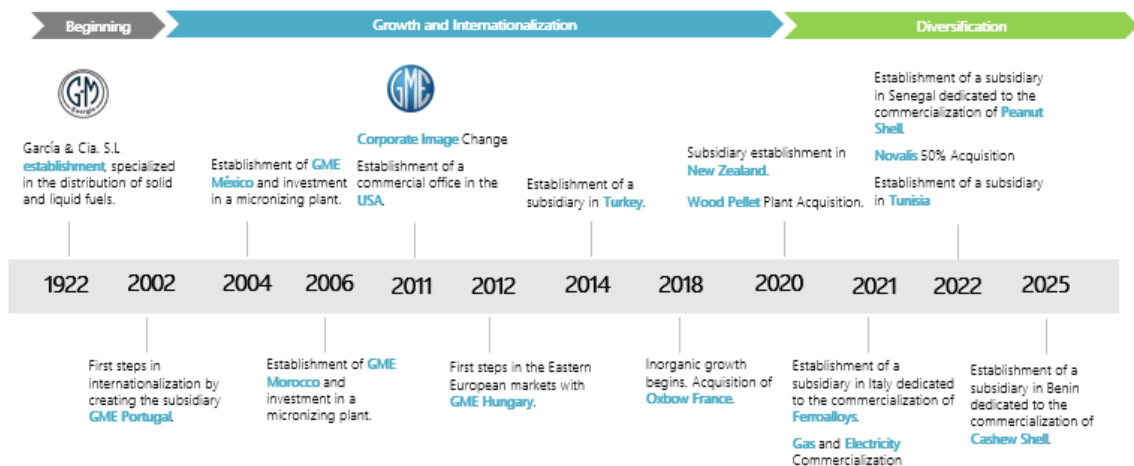 Beginning
Growth and Internationalization
Diversification
GM
Energía
GME
García & Cia. S.L
establishment, specialized
in the distribution of solid
and liquid fuels.
Establishment of GME
México and investment
in a micronizing plant.
Corporate Image Change
Establishment of a
commercial office in the
USA.
Establishment of a
subsidiary in Turkey.
Subsidiary establishment in
New Zealand.
Wood Pellet Plant Acquisition.
Establishment of a subsidiary
in Senegal dedicated to the
commercialization of Peanut
Shell.
Novalis 50% Acquisition
Establishment of a subsidiary
in Tunisia
1922 2002 2004 2006 2011 2012 2014 2018 2020 2021 2022 2025
First steps in
internationalization by
creating the subsidiary
GME Portugal.
Establishment of GME
Morocco and
investment in a
micronizing plant.
First steps in the Eastern
European markets with
GME Hungary.
Inorganic growth
begins. Acquisition of
Oxbow France.
Establishment of a
subsidiary in Italy dedicated
to the commercialization of
Ferroalloys.
Gas and Electricity
Commercialization
Establishment of a
subsidiary in Benin
dedicated to the
commercialization of
Cashew Shell.